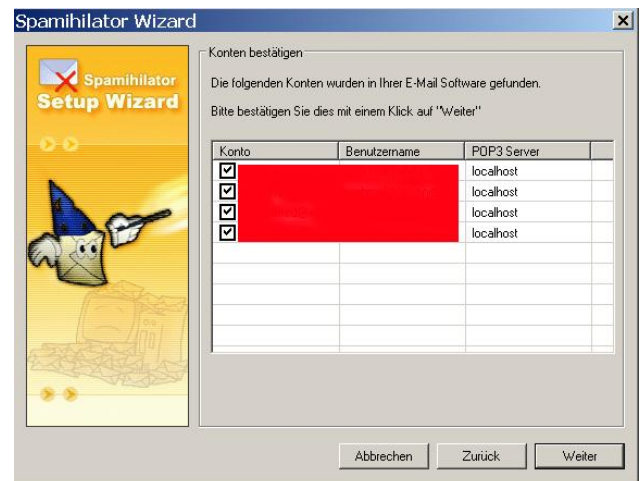 Spamihilator Wizard
Spamihilator
Setup Wizard
Konten bestätigen
Die folgenden Konten wurden in Ihrer E-Mail Software gefunden.
Bitte bestätigen Sie dies mit einem Klick auf "Weiter"
Konto Benutzername POP3 Server
localhost
localhost
localhost
localhost
Abbrechen Zurück Weiter